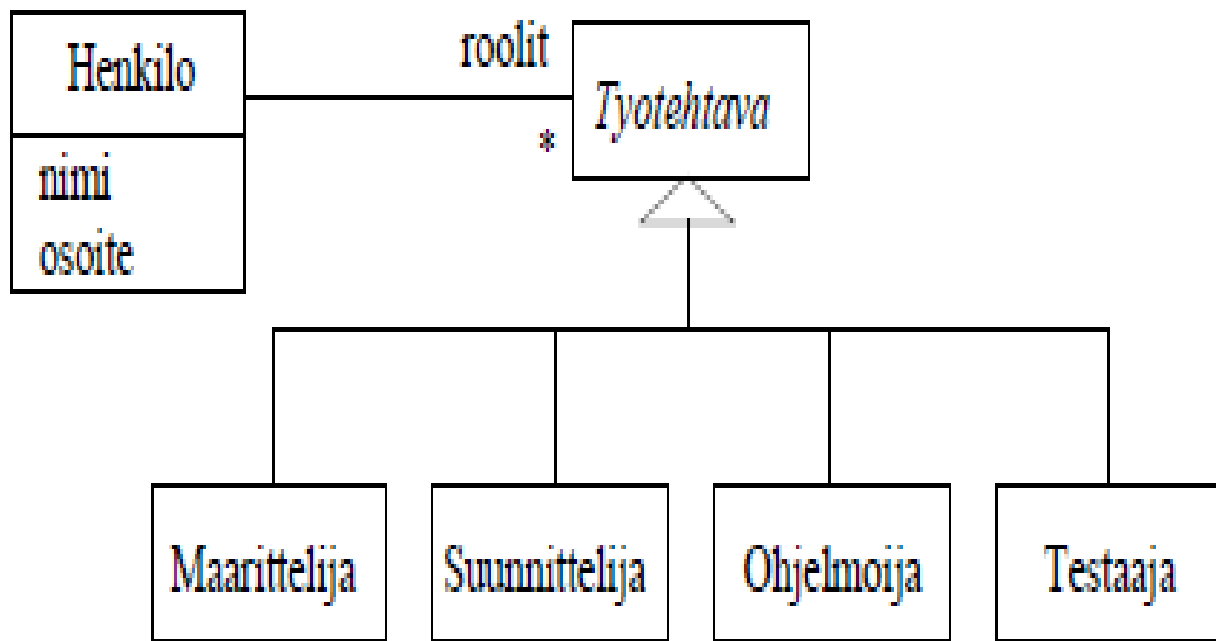 Henkilo
nimi
osoite
roolit
*
Tyotehtava
Maarittelija
Suunnittelija
Ohjelmoija
Testaaja